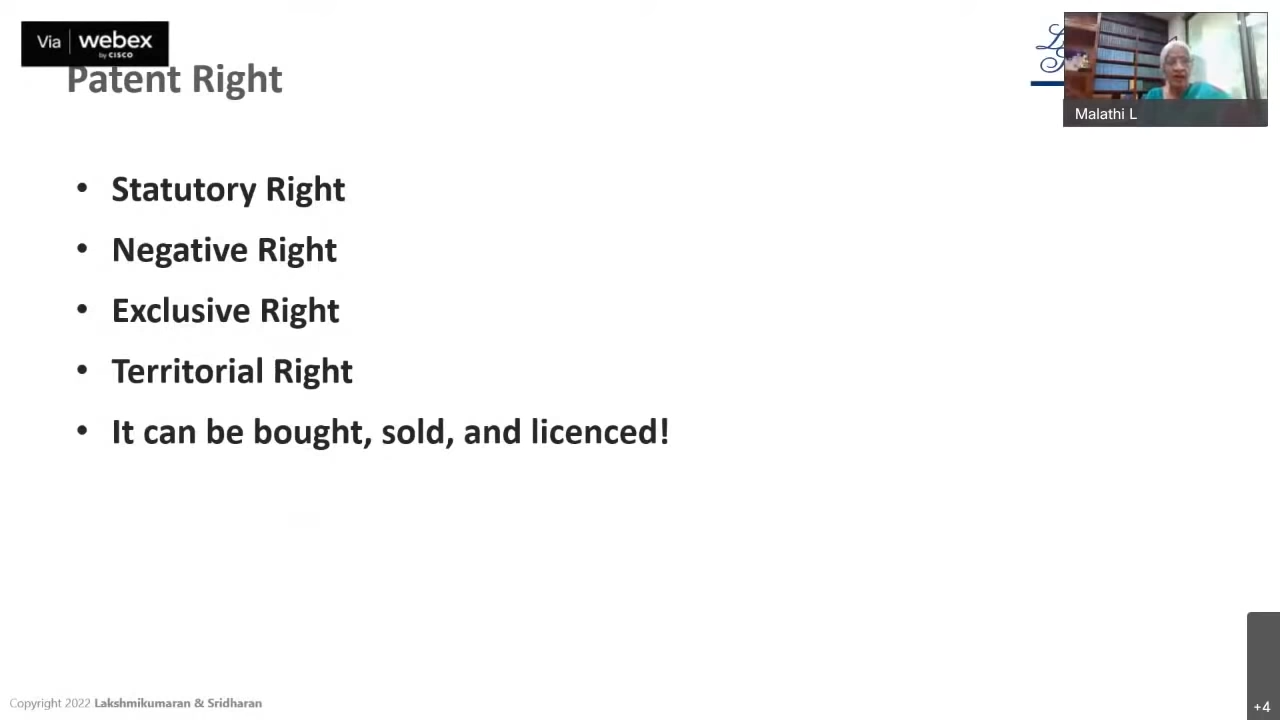 Via webex
by CISCO
Patent Right
Malathi L
• Statutory Right
• Negative Right
• Exclusive Right
• Territorial Right
• It can be bought, sold, and licenced!
Copyright 2022 Lakshmikumaran & Sridharan
+4